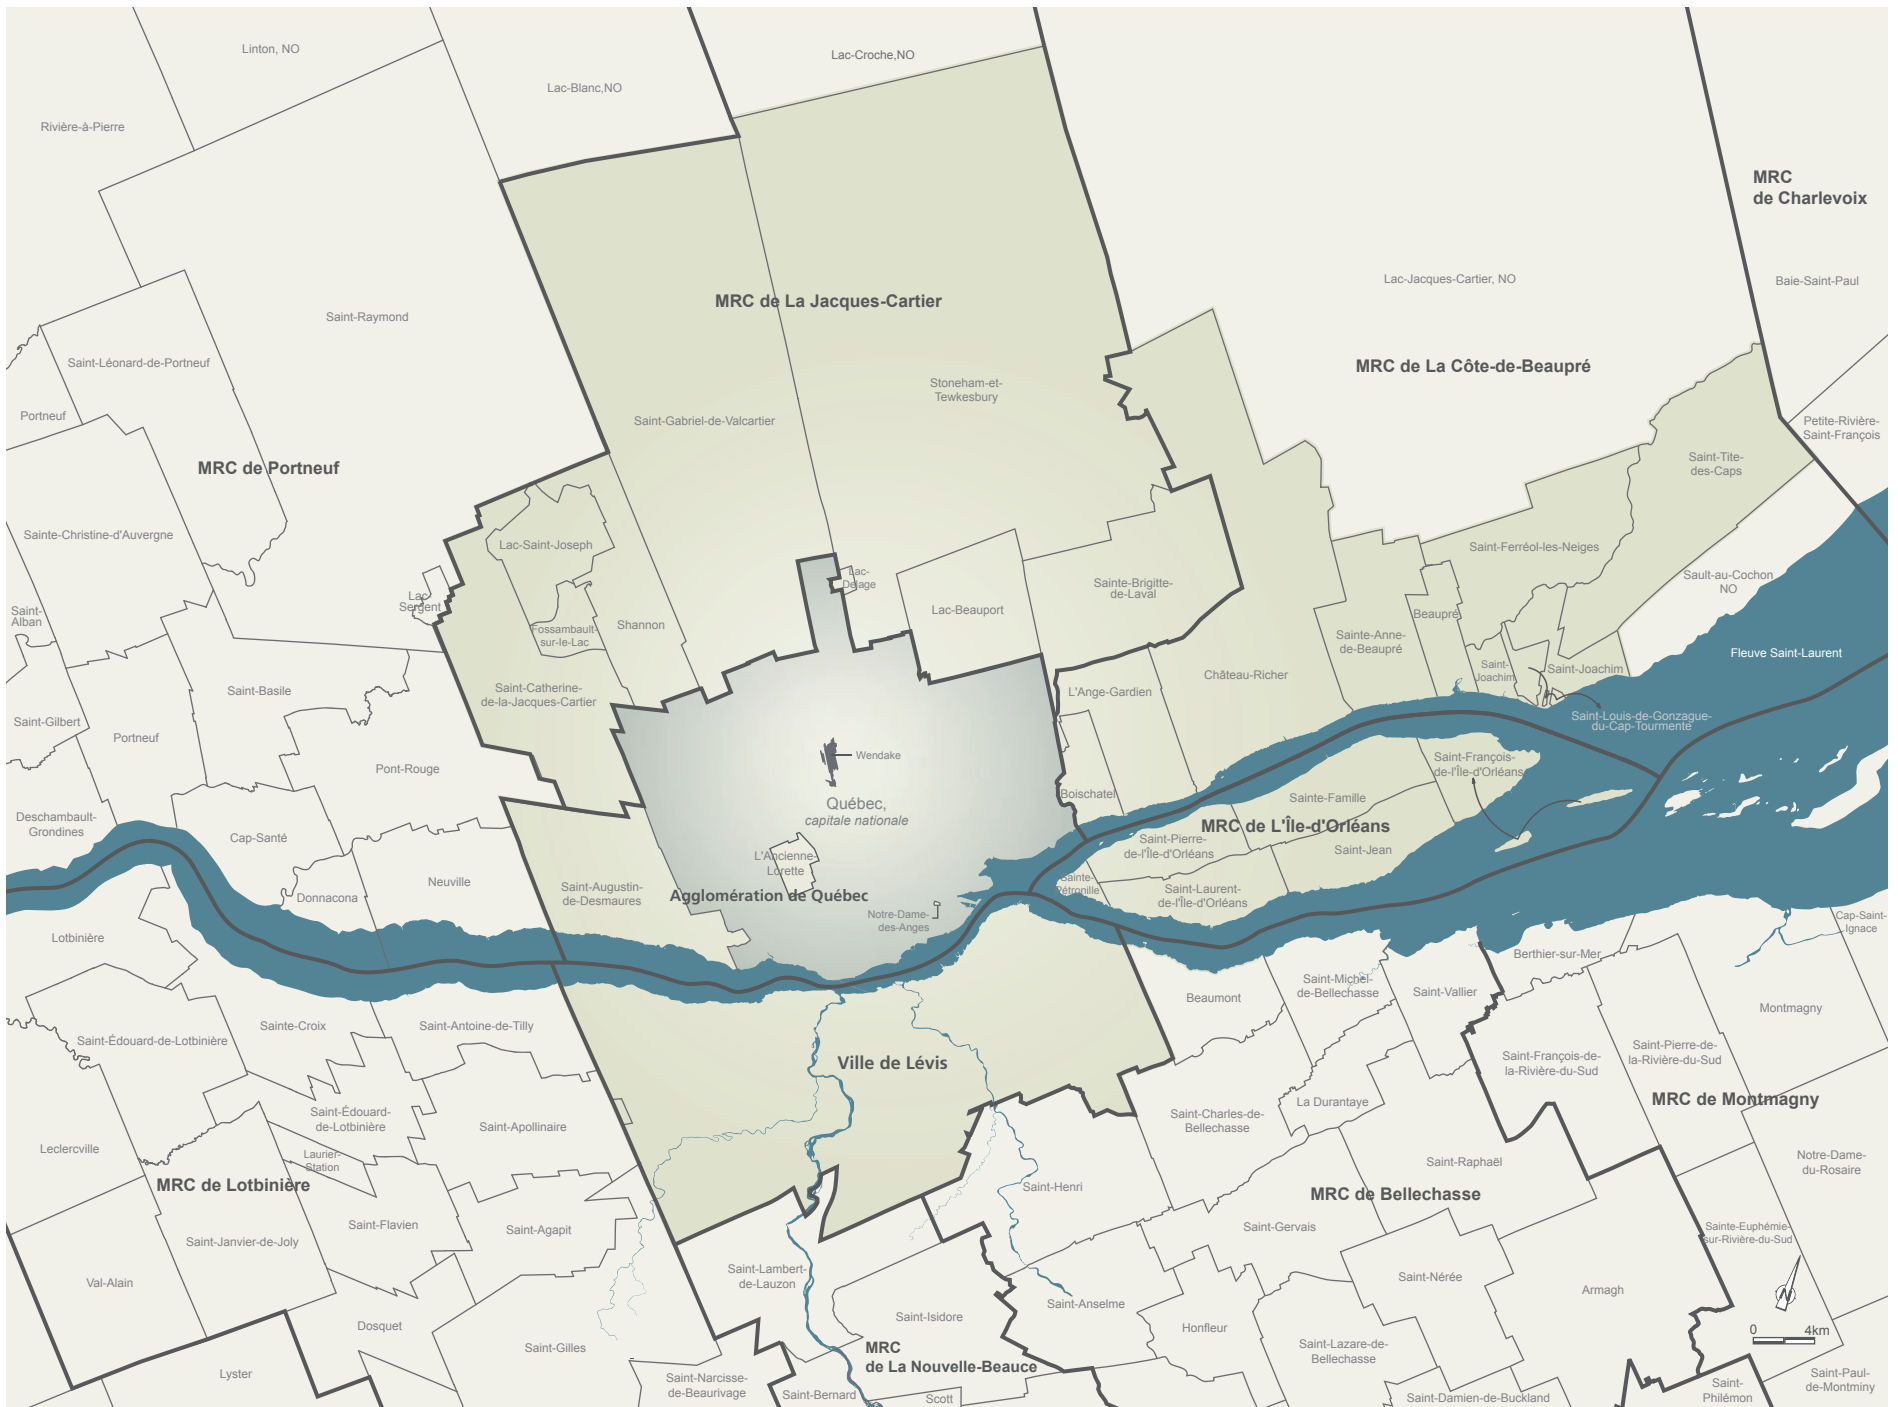 Linton, NO
Lac-Croche,NO
Lac-Blanc,NO
Rivière-à-Pierre
MRC
de Charlevoix
Lac-Jacques-Cartier, NO
Baie-Saint-Paul
MRC de La Jacques-Cartier
Saint-Raymond
Saint-Léonard-de-Portneuf
MRC de La Côte-de-Beaupré
Stoneham-et-
Tewkesbury
Portneuf
Saint-Gabriel-de-Valcartier
Petite-Rivière-
Saint-François
MRC de Portneuf
Saint-Tite-
des-Caps
Sainte-Christine-d'Auvergne
Lac-Saint-Joseph
Saint-Ferréol-les-Neiges
Lac-
Delage
Sault-au-Cochon
NO
Sainte-Brigitte-
de-Laval
Lac-
Sergent
Saint-
Alban
Lac-Beauport
Beaupré
Shannon
Fossambault-
sur-le-Lac
Sainte-Anne-
de-Beaupré
Fleuve Saint-Laurent
Saint-
Joachim
Saint-Joachim
Château-Richer
Saint-Basile
Saint-Catherine-
de-la-Jacques-Cartier
L'Ange-Gardien
Saint-Gilbert
Saint-Louis-de-Gonzague-
du-Cap-Tourmente
Portneuf
Wendake
Saint-François-
de-l'Île-d'Orléans
Pont-Rouge
Boischatel
Sainte-Famille
Québec,
capitale nationale
Deschambault-
Grondines
MRC de L'Île-d'Orléans
Cap-Santé
Saint-Pierre-
de-l'Île-d'Orléans
Saint-Jean
L'Ancienne-
Lorette
Neuville
Donnacona
Saint-Augustin-
de-Desmaures
Agglomération de Québec
Sainte-
Pétronille
Saint-Laurent-
de-l'Île-d'Orléans
Notre-Dame-
des-Anges
Cap-Saint-
Ignace
Lotbinière
Berthier-sur-Mer
Beaumont
Saint-Michel-
de-Bellechasse
Saint-Vallier
Montmagny
Sainte-Croix
Saint-Antoine-de-Tilly
Saint-Édouard-de-Lotbinière
Ville de Lévis
Saint-François-de-
la-Rivière-du-Sud
Saint-Pierre-de-
la-Rivière-du-Sud
MRC de Montmagny
La Durantaye
Saint-Charles-de-
Bellechasse
Saint-Édouard-
de-Lotbinière
Saint-Apollinaire
Leclercville
Laurier-
Station
Saint-Raphaël
Notre-Dame-
du-Rosaire
MRC de Lotbinière
Saint-Henri
MRC de Bellechasse
Saint-Flavien
Saint-Agapit
Saint-Gervais
Sainte-Euphémie-
sur-Rivière-du-Sud
Saint-Janvier-de-Joly
Val-Alain
Saint-Lambert-
de-Lauzon
Saint-Nérée
Armagh
Saint-Anselme
Saint-Isidore
Dosquet
Honfleur
N
0 4km
Saint-Gilles
MRC
de La Nouvelle-Beauce
Saint-Lazare-de-
Bellechasse
Lyster
Saint-Narcisse-
de-Beaurivage
Saint-Bernard
Scott
Saint-Damien-de-Buckland
Saint-
Philémon
Saint-Paul-
de-Montminy